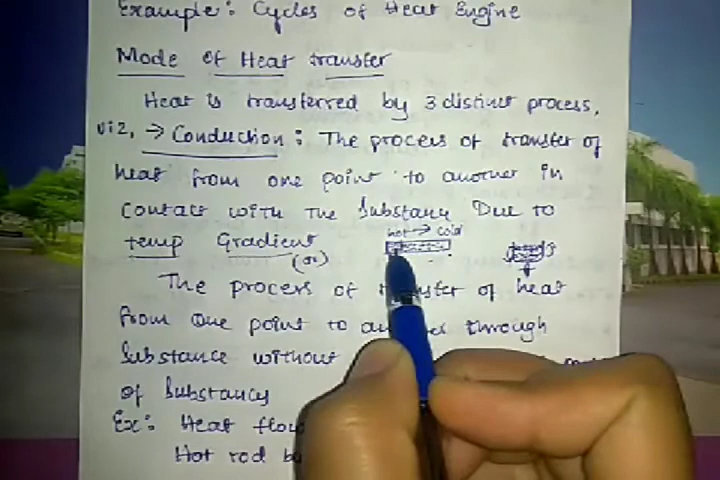 Example: Cycles of Heat Engine
Mode of Heat transfer
Heat is transferred by 3 distinct process,
viz, → Conduction: The process of transfer of
heat from one point to another in
Contact with the Substany Due to
hot → cold
temp Gradient
(or)
The process of transfer of heat
from one point to through
Substance without
of Substances
Ex: Heat flow
Hot rod